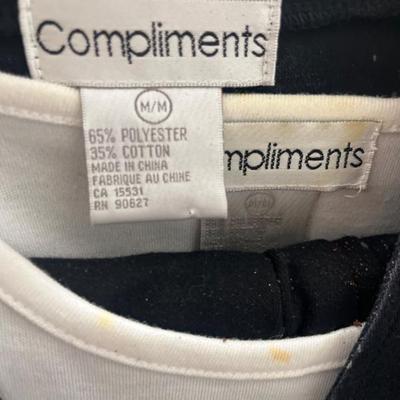 Compliments
M/M
65% POLYESTER
35% COTTON
MADE IN CHINA
FABRIQUE AU CHINE
CA 15531
RN 90627
mpliments